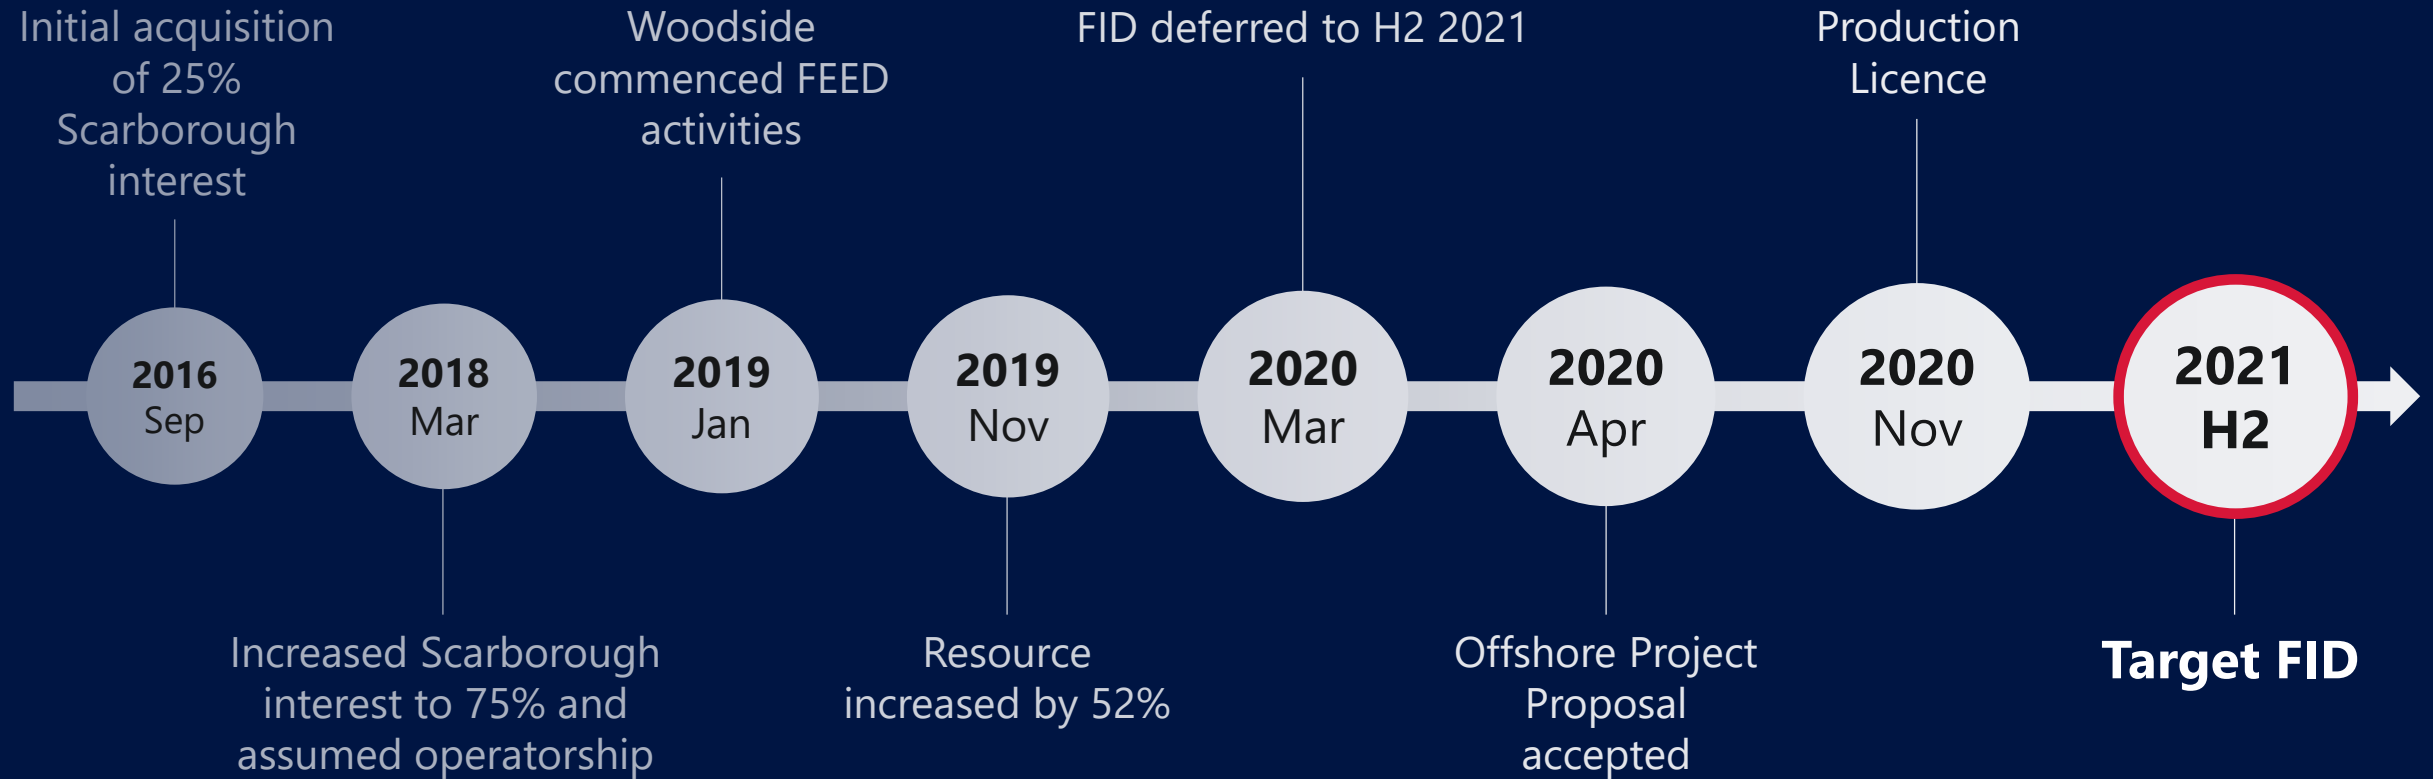 Initial acquisition
of 25%
Scarborough
interest
Woodside
commenced FEED
activities
FID deferred to H2 2021
Production
Licence
2016
Sep
2018
Mar
2019
Jan
2019
Nov
2020
Mar
2020
Apr
2020
Nov
2021
H2
Increased Scarborough
interest to 75% and
assumed operatorship
Resource
increased by 52%
Offshore Project
Proposal
accepted
Target FID